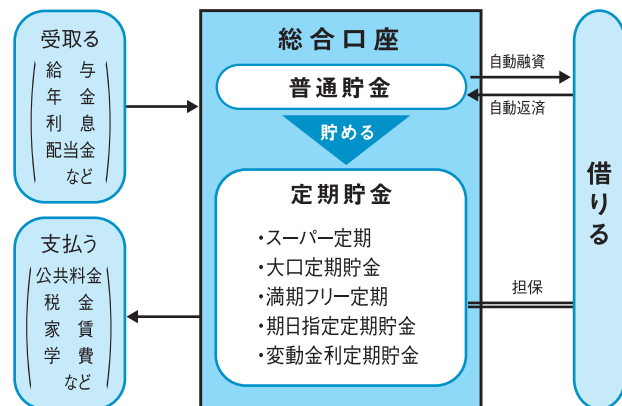 受取る
給与
年金
利息
配当金
など
支払う
公共料金
税金
家賃
学費
など
総合口座
普通貯金
貯める
定期貯金
・スーパー定期
・大口定期貯金
・満期フリー定期
・期日指定定期貯金
・変動金利定期貯金
自動融資
自動返済
担保
借りる